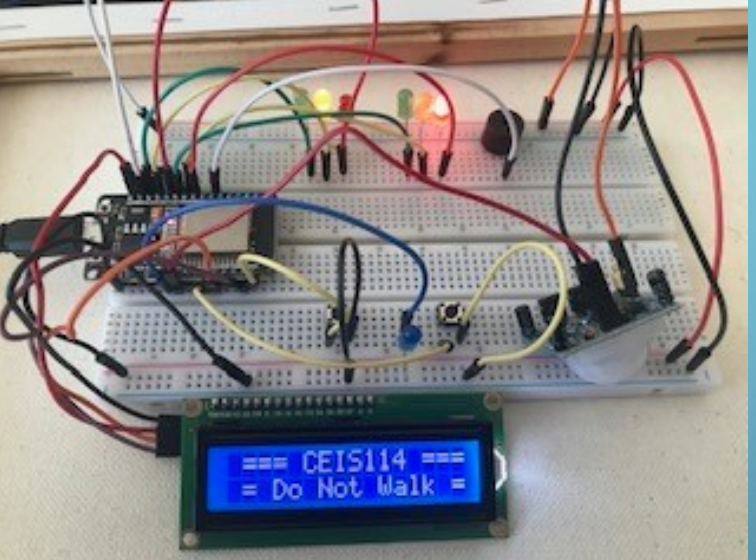 === CEIS114 ===
= Do Not Walk =